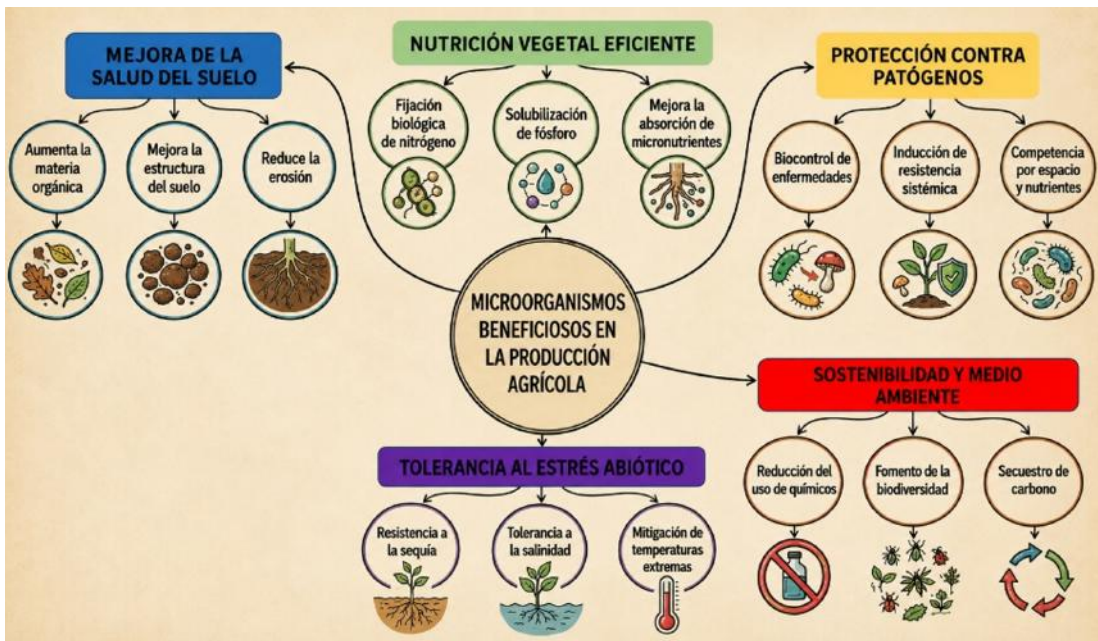 MEJORA DE LA
SALUD DEL SUELO
Aumenta la
materia
orgánica
Mejora la
estructura
del suelo
Reduce la
erosión
NUTRICIÓN VEGETAL EFICIENTE
Fijación
biológica
de nitrógeno
Solubilización
de fósforo
Mejora la
absorción de
micronutrientes
PROTECCIÓN CONTRA
PATÓGENOS
Biocontrol de
enfermedades
Inducción de
resistencia
sistémica
Competencia
por espacio
y nutrientes
MICROORGANISMOS
BENEFICIOSOS EN
LA PRODUCCIÓN
AGRÍCOLA
TOLERANCIA AL ESTRÉS ABIÓTICO
Resistencia a
la sequía
Tolerancia a
la salinidad
Mitigación de
temperaturas
extremas
SOSTENIBILIDAD Y MEDIO
AMBIENTE
Reducción del
uso de químicos
Fomento de la
biodiversidad
Secuestro de
carbono